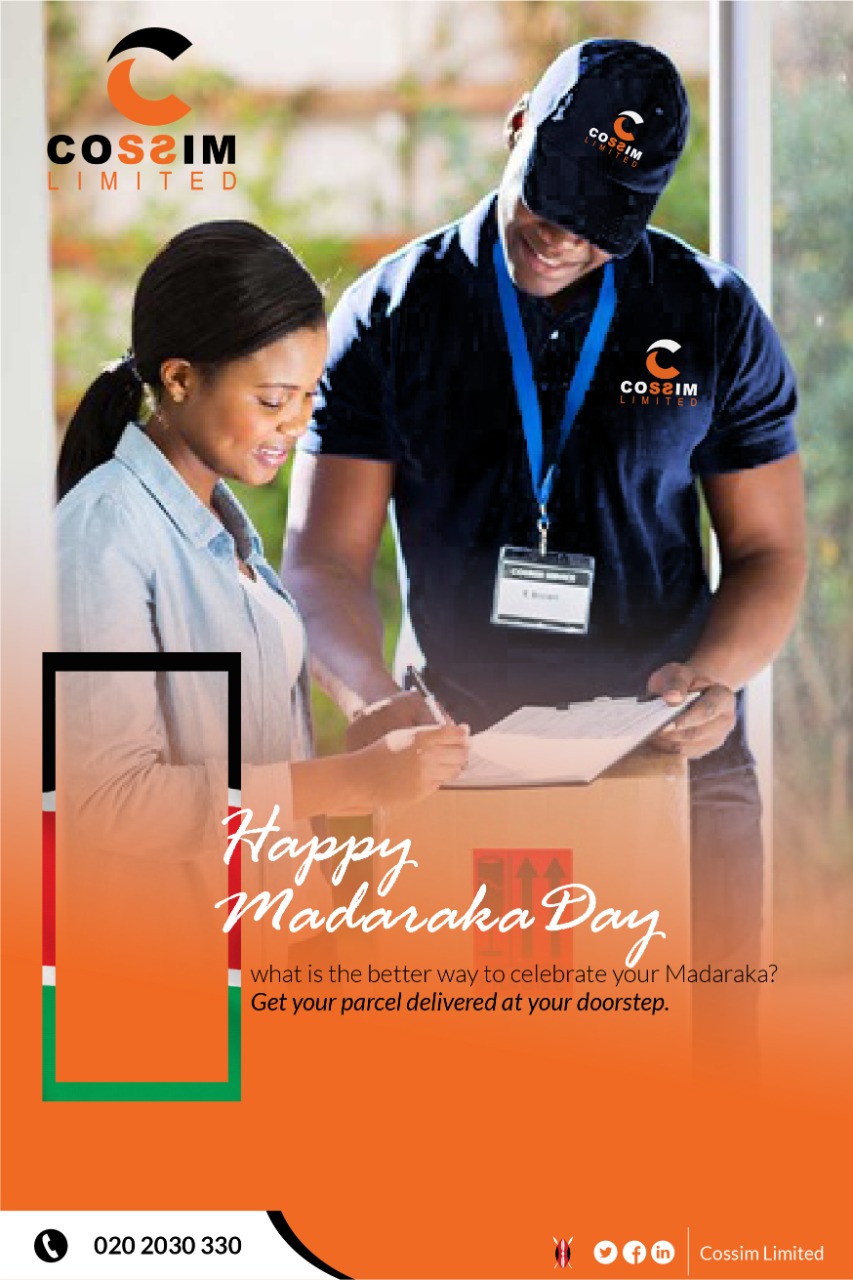 COSSIM
LIMITED
COSSIM
LIMITED
COSSIM
LIMITED
Happy
Madaraka Day
what is the better way to celebrate your Madaraka?
Get your parcel delivered at your doorstep.
020 2030 330
Cossim Limited